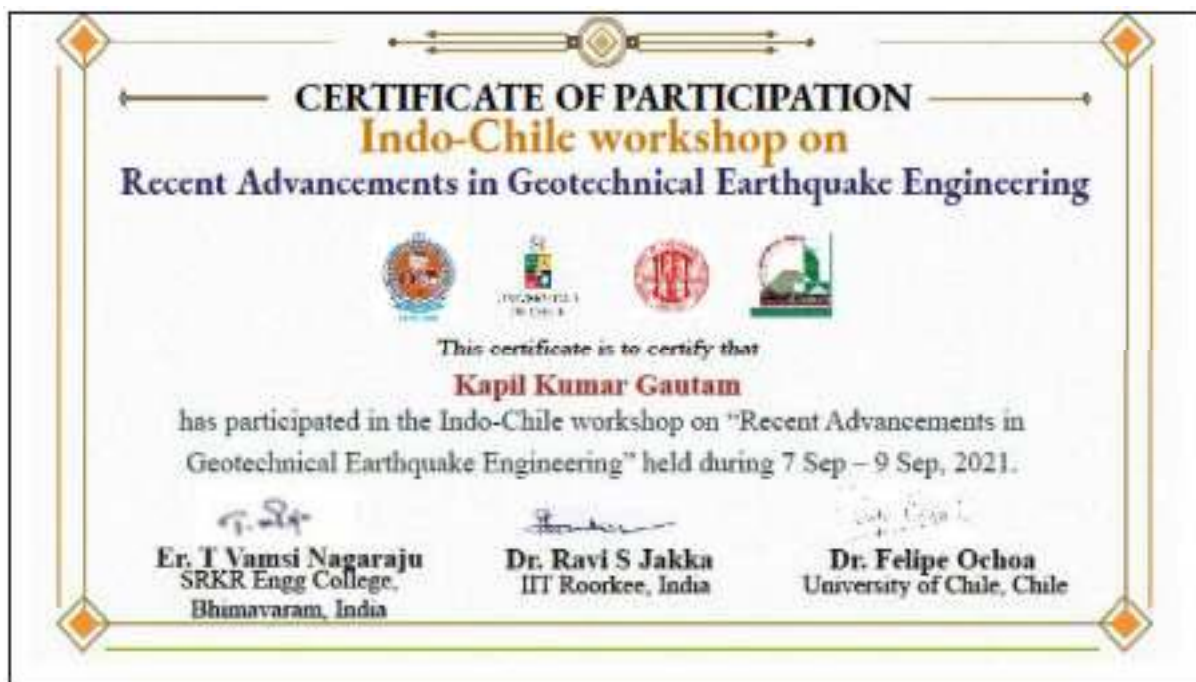 CERTIFICATE OF PARTICIPATION
Indo-Chile workshop on
Recent Advancements in Geotechnical Earthquake Engineering
This certificate is to certify that
Kapil Kumar Gautam
has participated in the Indo-Chile workshop on “Recent Advancements in
Geotechnical Earthquake Engineering” held during 7 Sep – 9 Sep, 2021.
Er. T Vamsi Nagaraju
SRKR Engg College,
Bhimavaram, India
Dr. Ravi S Jakka
IIT Roorkee, India
Dr. Felipe Ochoa
University of Chile, Chile